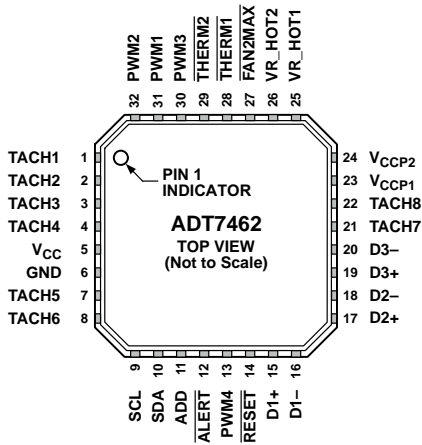 PWM2
PWM1
PWM3
THERM2
THERM1
FAN2MAX
VR_HOT2
VR_HOT1
32
31
30
29
28
27
26
25
TACH1 1
TACH2 2
TACH3 3
TACH4 4
VCC 5
GND 6
TACH5 7
TACH6 8
PIN 1
INDICATOR
ADT7462
TOP VIEW
(Not to Scale)
24 VCCP2
23 VCCP1
22 TACH8
21 TACH7
20 D3–
19 D3+
18 D2–
17 D2+
9
10
11
12
13
14
15
16
SCL
SDA
ADD
ALERT
PWM4
RESET
D1+
D1–